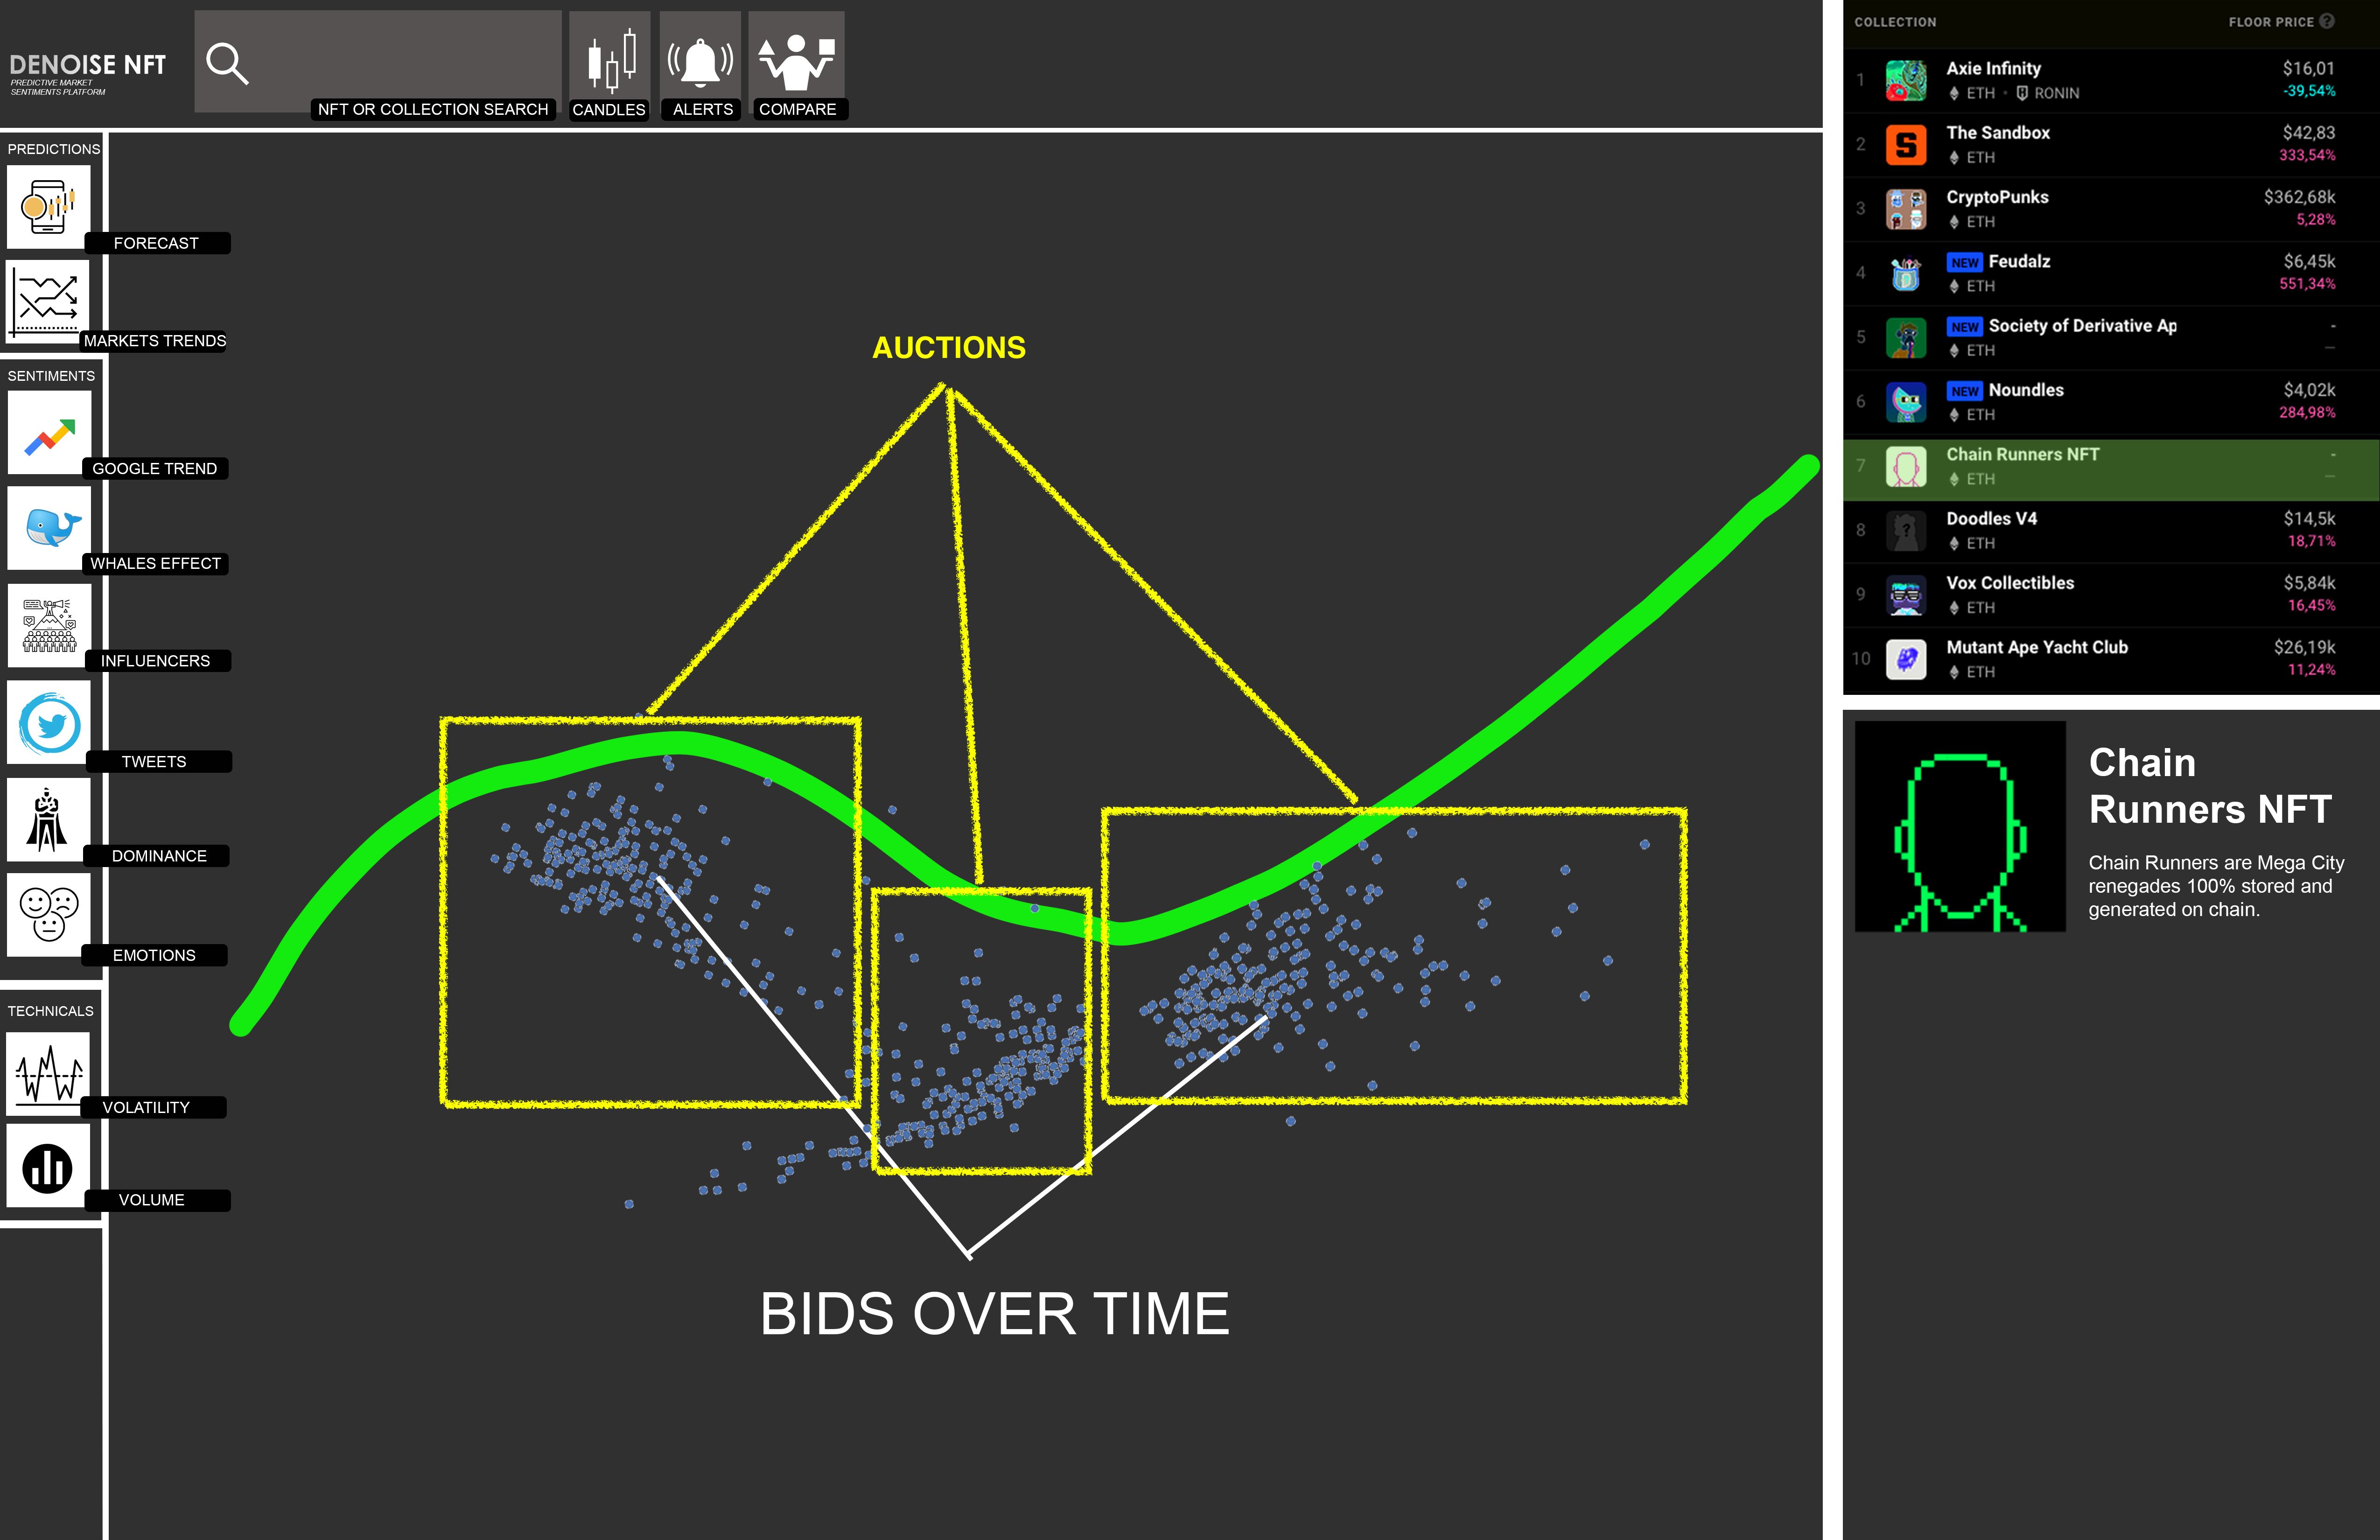 DENOISE NFT
PREDICTIVE MARKET
SENTIMENTS PLATFORM
NFT OR COLLECTION SEARCH
CANDLES
ALERTS
COMPARE
PREDICTIONS
FORECAST
MARKETS TRENDS
SENTIMENTS
GOOGLE TREND
WHALES EFFECT
INFLUENCERS
TWEETS
DOMINANCE
EMOTIONS
TECHNICALS
VOLATILITY
VOLUME
AUCTIONS
BIDS OVER TIME
COLLECTION FLOOR PRICE ?
1 Axie Infinity $16,01
ETH • RONIN -39,54%
2 S The Sandbox $42,83
ETH 333,54%
3 CryptoPunks $362,68k
ETH 5,28%
4 NEW Feudalz $6,45k
ETH 551,34%
5 NEW Society of Derivative Ap -
ETH —
6 NEW Noundles $4,02k
ETH 284,98%
7 Chain Runners NFT -
ETH —
8 ? Doodles V4 $14,5k
ETH 18,71%
9 Vox Collectibles $5,84k
ETH 16,45%
10 Mutant Ape Yacht Club $26,19k
ETH 11,24%
Chain
Runners NFT
Chain Runners are Mega City
renegades 100% stored and
generated on chain.